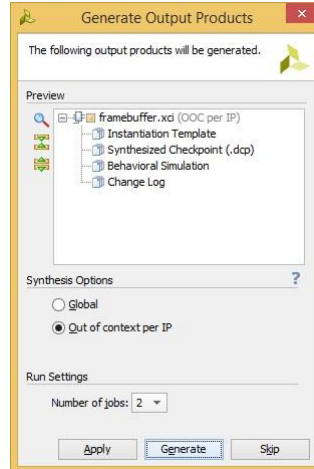 Generate Output Products
The following output products will be generated.
Preview
framebuffer.xci (OOC per IP)
Instantiation Template
Synthesized Checkpoint (.dcp)
Behavioral Simulation
Change Log
Synthesis Options
?
Global
Out of context per IP
Run Settings
Number of jobs: 2
Apply Generate Skip